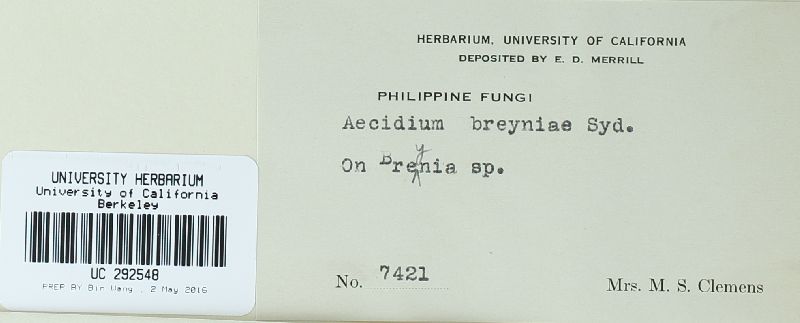 HERBARIUM, UNIVERSITY OF CALIFORNIA
DEPOSITED BY E. D. MERRILL
PHILIPPINE FUNGI
Aecidium breyniae Syd.
On Breynia sp.
No. 7421 Mrs. M. S. Clemens
UNIVERSITY HERBARIUM
University of California
Berkeley
UC 292548
PREP BY Bin Wang , 2 May 2016